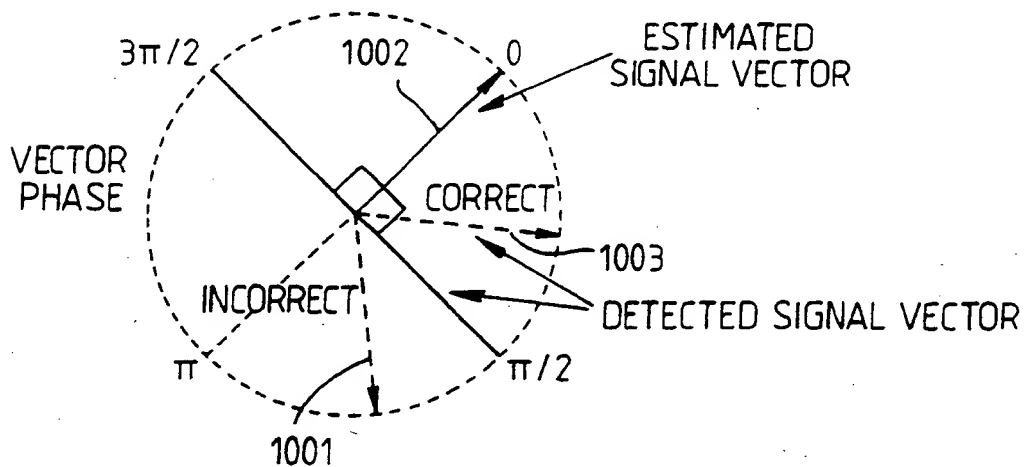 3π/2
1002
0
ESTIMATED
SIGNAL VECTOR
VECTOR
PHASE
CORRECT
1003
INCORRECT
DETECTED SIGNAL VECTOR
π
π/2
1001